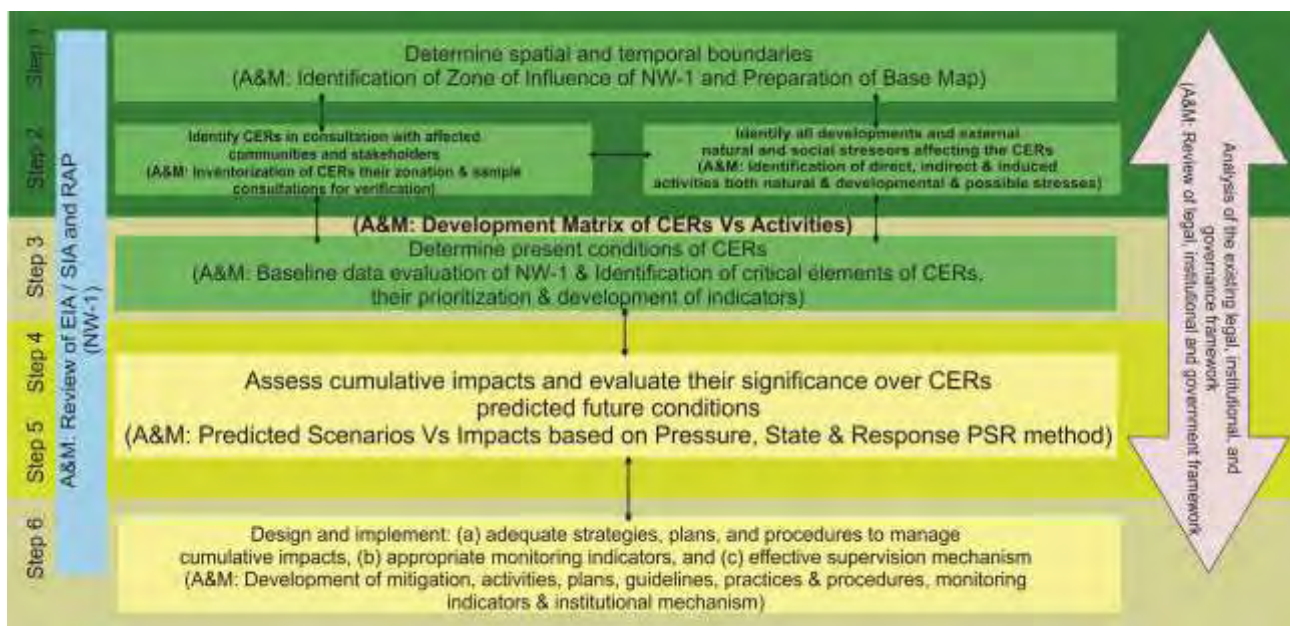 Step 1
Determine spatial and temporal boundaries
(A&M: Identification of Zone of Influence of NW-1 and Preparation of Base Map)
Step 2
Identify CERs in consultation with affected
communities and stakeholders
(A&M: Inventorization of CERs their zonation & sample
consultations for verification)
Identify all developments and external
natural and social streseors affecting the CERs
(A&M: Identification of direct, indirect & induced
activities both natural & developmental & possible stresses)
(A&M: Development Matrix of CERs Vs Activities)
Step 3
Determine present conditions of CERs
(A&M: Baseline data evaluation of NW-1 & Identification of critical elements of CERs,
their prioritization & development of indicators)
Step 4
Step 5
Assess cumulative impacts and evaluate their significance over CERs
predicted future conditions
(A&M: Predicted Scenarios Vs Impacts based on Pressure, State & Response PSR method)
Step 6
Design and implement: (a) adequate strategies, plans, and procedures to manage
cumulative impacts, (b) appropriate monitoring indicators, and (c) effective supervision mechanism
(A&M: Development of mitigation, activities, plans, guidelines, practices & procedures, monitoring
indicators & institutional mechanism)
A&M: Review of EIA / SIA and RAP
(NW-1)
Analysis of the existing legal, institutional, and
governance framework
(A&M: Review of legal, institutional and government framework